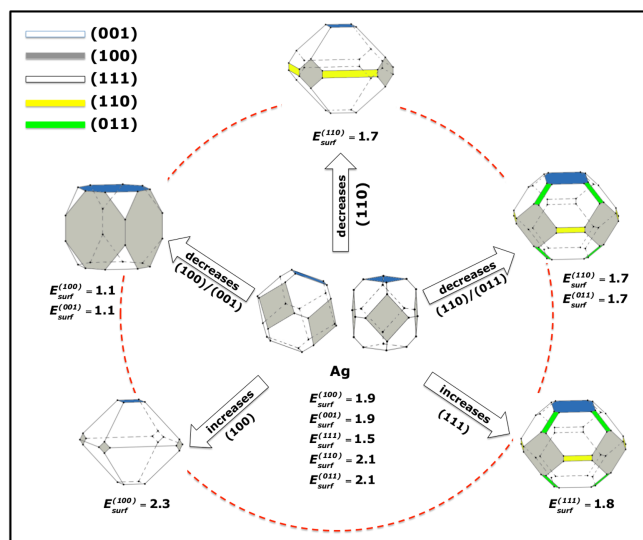 (001)
(100)
(111)
(110)
(011)
E_surf^(110) = 1.7
decreases
(110)
decreases
(100)/(001)
E_surf^(100) = 1.1
E_surf^(001) = 1.1
decreases
(110)/(011)
E_surf^(110) = 1.7
E_surf^(011) = 1.7
Ag
E_surf^(100) = 1.9
E_surf^(001) = 1.9
E_surf^(111) = 1.5
E_surf^(110) = 2.1
E_surf^(011) = 2.1
increases
(100)
E_surf^(100) = 2.3
increases
(111)
E_surf^(111) = 1.8